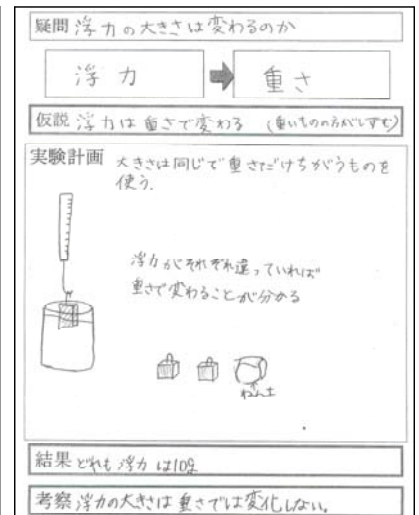 疑問 浮力の大きさは変わるのか
浮力 ➡ 重さ
仮説 浮力は重さで変わる (重いものの方がしずむ)
実験計画 大きさは同じで重さだけちがうものを
使う.
浮力がそれぞれ違っていれば
重さで変わることが分かる
ねんど
結果 どれも浮力は10g
考察 浮力の大きさは重さでは変化しない。